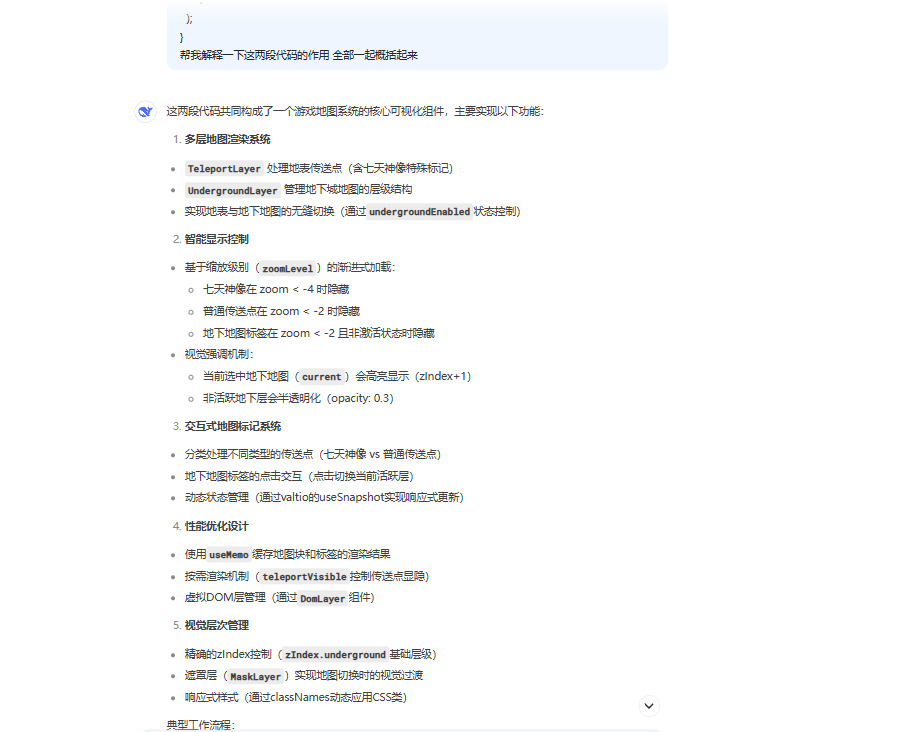 );
}
帮我解释一下这两段代码的作用 全部一起概括起来
这两段代码共同构成了一个游戏地图系统的核心可视化组件，主要实现以下功能：
1. 多层地图渲染系统
• TeleportLayer 处理地表传送点（含七天神像特殊标记）
• UndergroundLayer 管理地下城地图的层级结构
• 实现地表与地下地图的无缝切换（通过 undergroundEnabled 状态控制）
2. 智能显示控制
• 基于缩放级别（ zoomLevel ）的渐进式加载：
○ 七天神像在 zoom < -4 时隐藏
○ 普通传送点在 zoom < -2 时隐藏
○ 地下地图标签在 zoom < -2 且非激活状态时隐藏
• 视觉强调机制：
○ 当前选中地下地图（ current ）会高亮显示（zIndex+1）
○ 非活跃地下层会半透明化（opacity: 0.3）
3. 交互式地图标记系统
• 分类处理不同类型的传送点（七天神像 vs 普通传送点）
• 地下地图标签的点击交互（点击切换当前活跃层）
• 动态状态管理（通过valtio的useSnapshot实现响应式更新）
4. 性能优化设计
• 使用 useMemo 缓存地图块和标签的渲染结果
• 按需渲染机制（ teleportVisible 控制传送点显隐）
• 虚拟DOM层管理（通过 DomLayer 组件）
5. 视觉层次管理
• 精确的zIndex控制（ zIndex.underground 基础层级）
• 遮罩层（ MaskLayer ）实现地图切换时的视觉过渡
• 响应式样式（通过classNames动态应用CSS类）
典型工作流程：